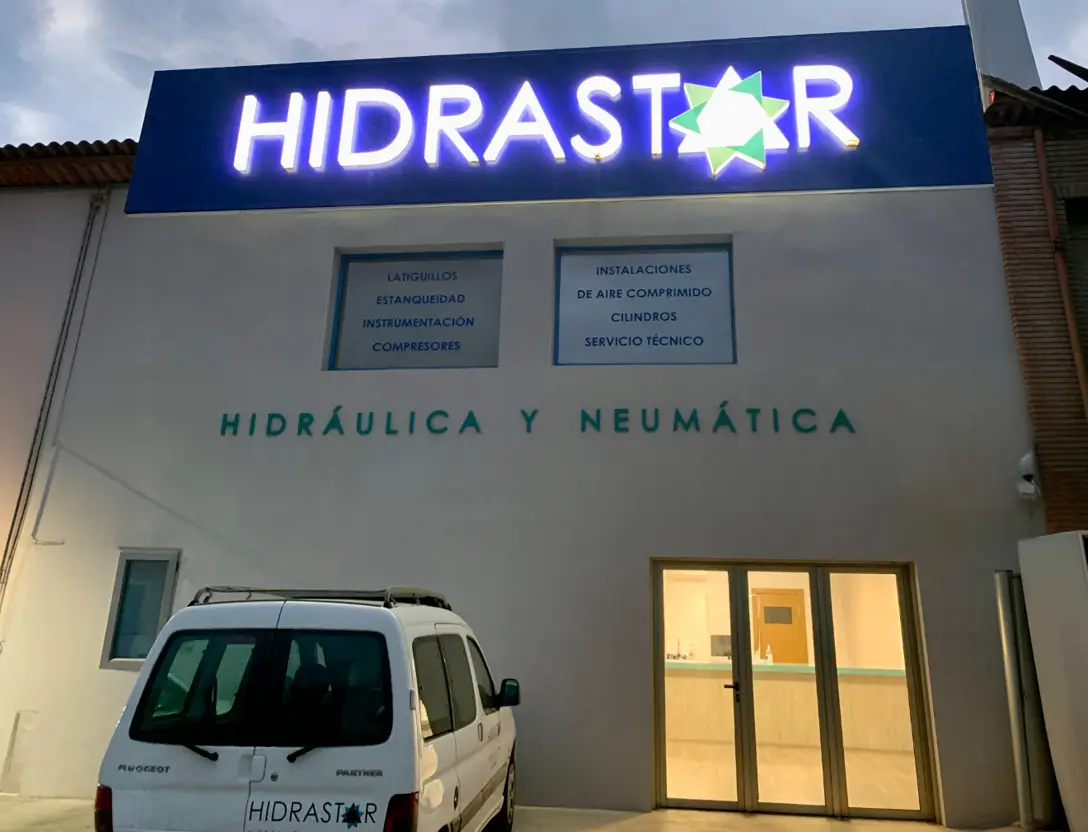 HIDRASTAR
LATIGUILLOS
ESTANQUEIDAD
INSTRUMENTACIÓN
COMPRESORES
INSTALACIONES
DE AIRE COMPRIMIDO
CILINDROS
SERVICIO TÉCNICO
HIDRÁULICA Y NEUMÁTICA
PEUGEOT
PARTNER
HIDRASTAR